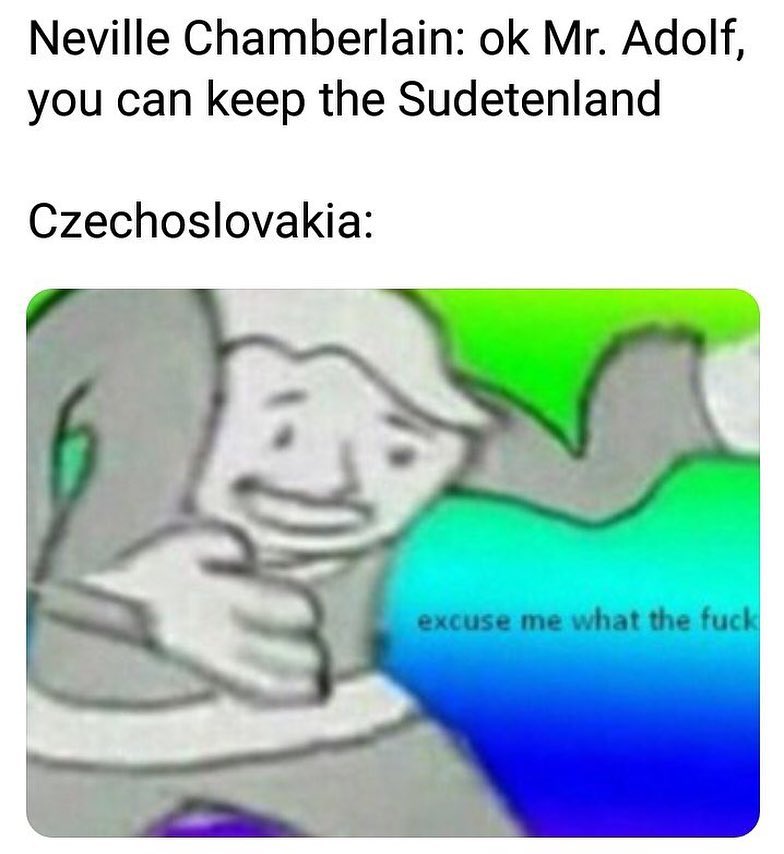 Neville Chamberlain: ok Mr. Adolf,
you can keep the Sudetenland
Czechoslovakia:
excuse me what the fuck